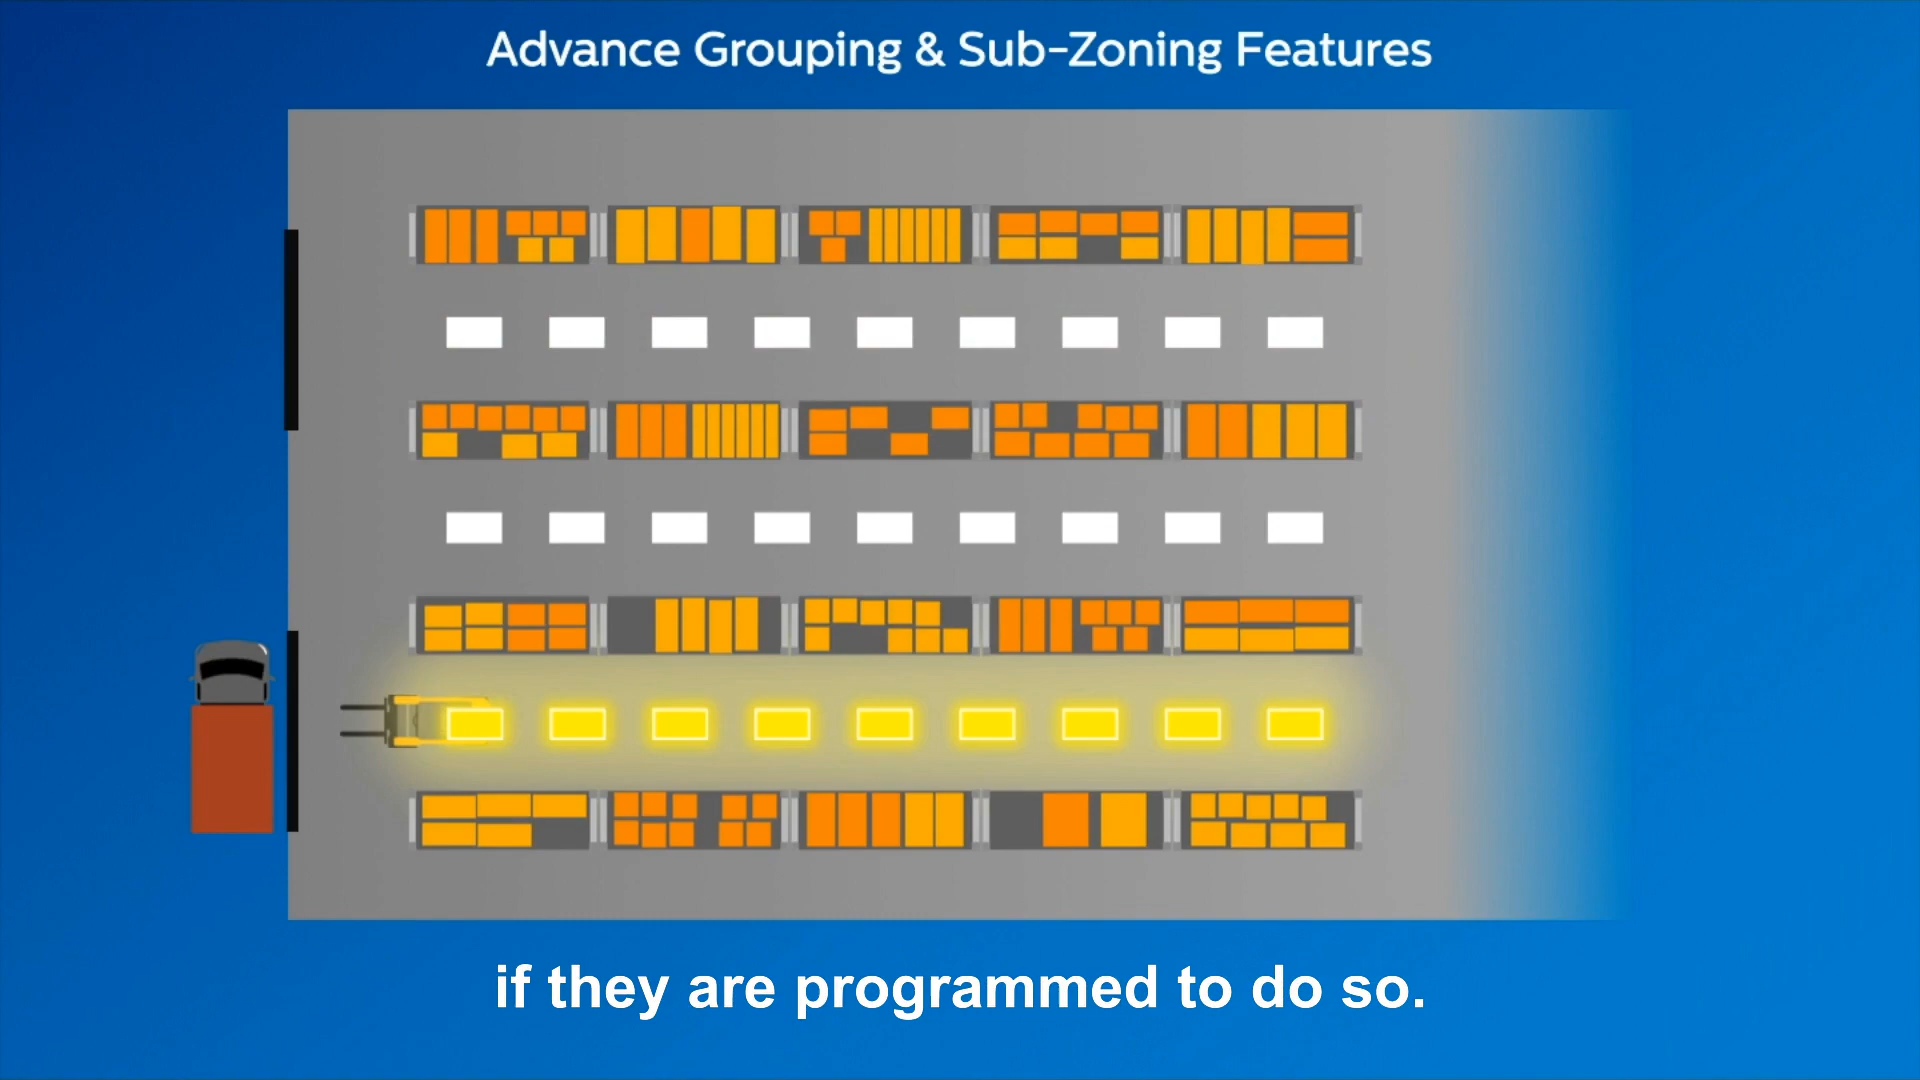 Advance Grouping & Sub-Zoning Features
if they are programmed to do so.